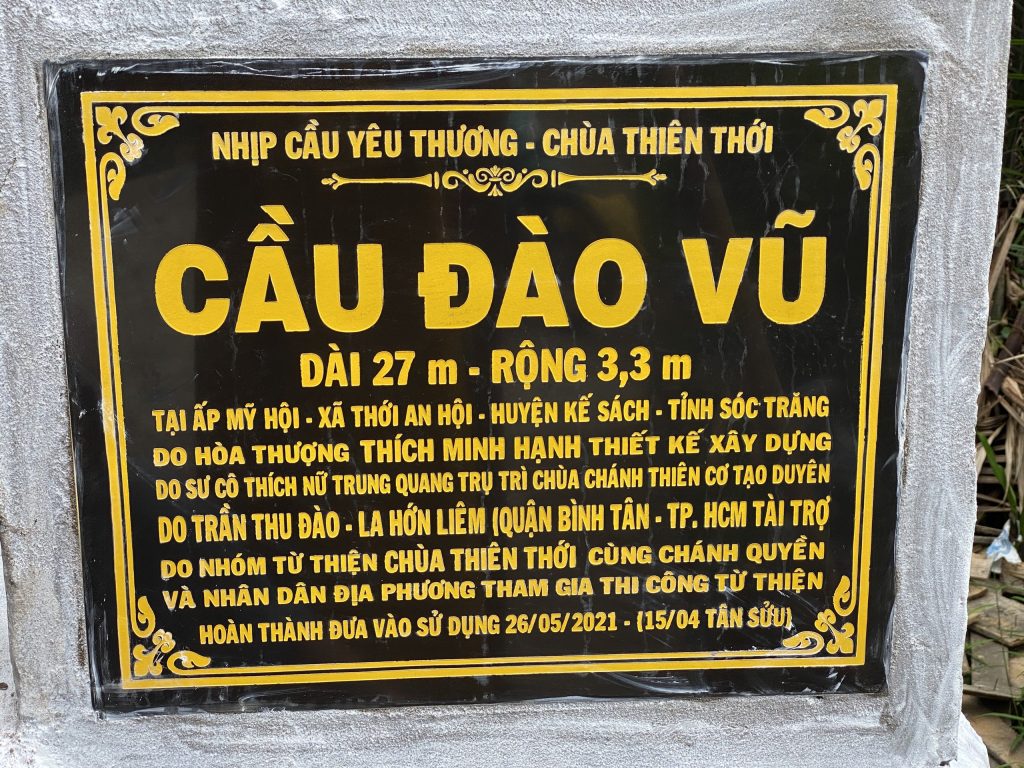 NHỊP CẦU YÊU THƯƠNG - CHÙA THIÊN THỚI
CẦU ĐÀO VŨ
DÀI 27 m - RỘNG 3,3 m
TẠI ẤP MỸ HỘI - XÃ THỚI AN HỘI - HUYỆN KẾ SÁCH - TỈNH SÓC TRĂNG
DO HÒA THƯỢNG THÍCH MINH HẠNH THIẾT KẾ XÂY DỰNG
DO SƯ CÔ THÍCH NỮ TRUNG QUANG TRỤ TRÌ CHÙA CHÁNH THIÊN CƠ TẠO DUYÊN
DO TRẦN THU ĐÀO - LA HỚN LIÊM (QUẬN BÌNH TÂN - TP. HCM TÀI TRỢ
DO NHÓM TỪ THIỆN CHÙA THIÊN THỚI CÙNG CHÁNH QUYỀN
VÀ NHÂN DÂN ĐỊA PHƯƠNG THAM GIA THI CÔNG TỪ THIỆN
HOÀN THÀNH ĐƯA VÀO SỬ DỤNG 26/05/2021 - (15/04 TÂN SỬU)